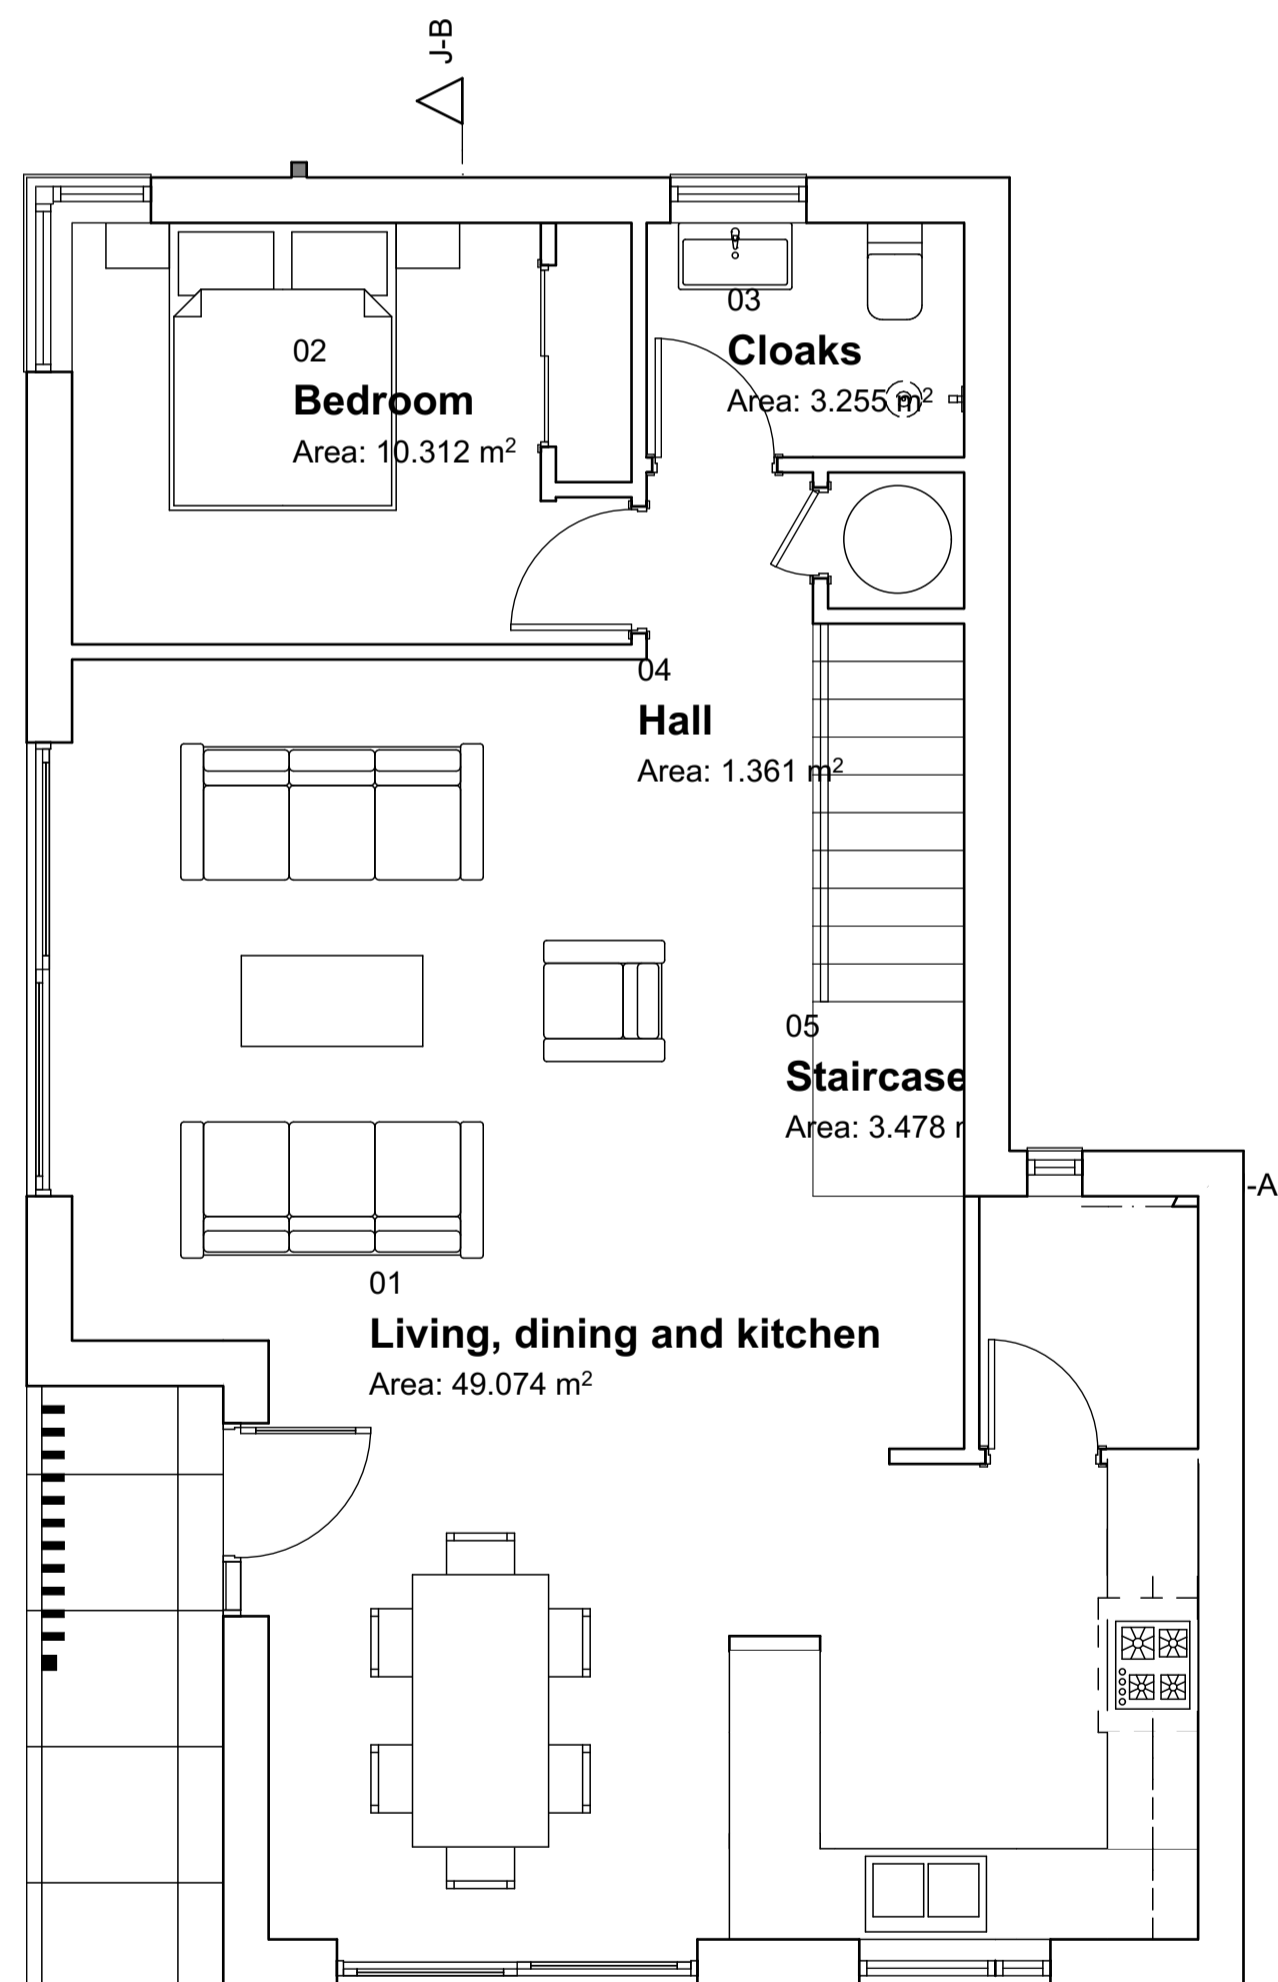 J-B
03
Cloaks
Area: 3.255 m²
02
Bedroom
Area: 10.312 m²
04
Hall
Area: 1.361 m²
05
Staircase
Area: 3.478
-A
01
Living, dining and kitchen
Area: 49.074 m²